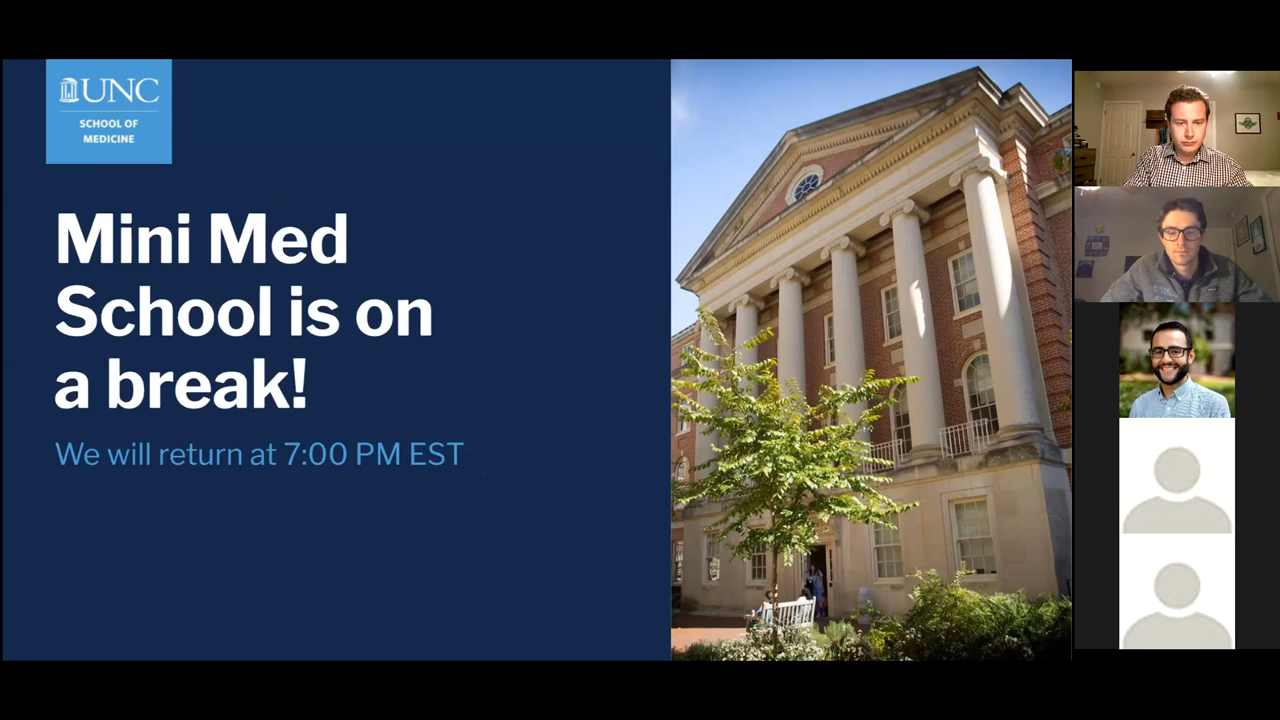 UNC
SCHOOL OF
MEDICINE
Mini Med
School is on
a break!
We will return at 7:00 PM EST